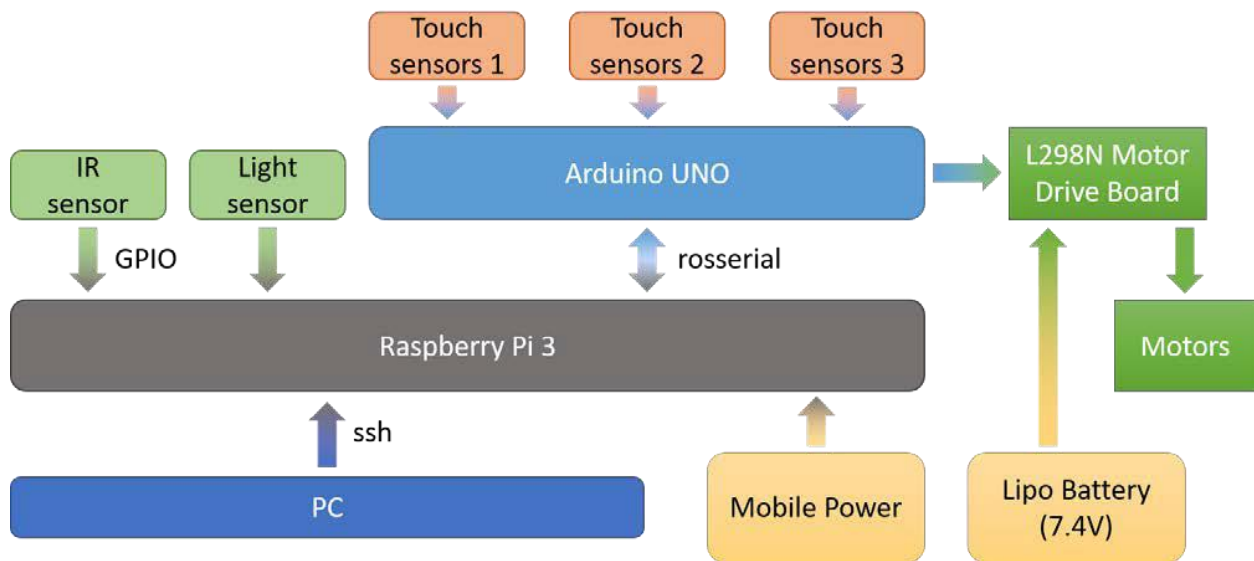 Touch
sensors 1
Touch
sensors 2
Touch
sensors 3
IR
sensor
Light
sensor
Arduino UNO
L298N Motor
Drive Board
GPIO
rosserial
Raspberry Pi 3
Motors
ssh
PC
Mobile Power
Lipo Battery
(7.4V)